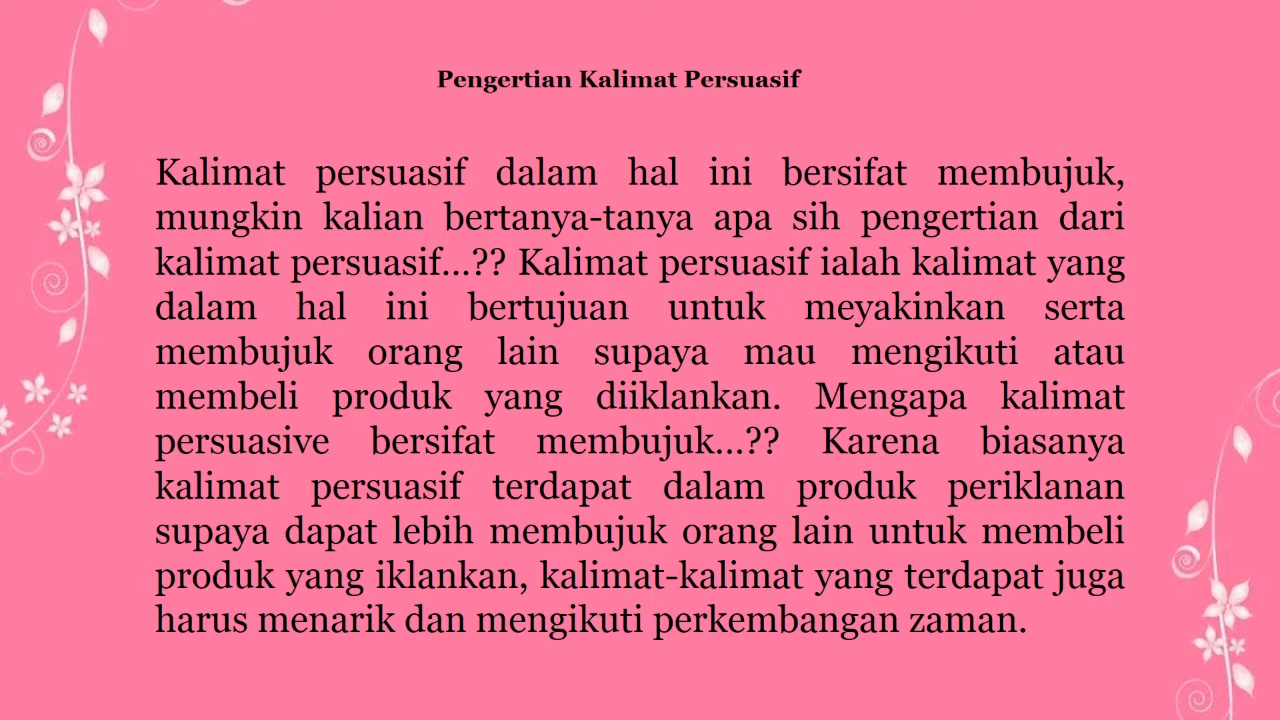 Pengertian Kalimat Persuasif
Kalimat persuasif dalam hal ini bersifat membujuk,
mungkin kalian bertanya-tanya apa sih pengertian dari
kalimat persuasif...?? Kalimat persuasif ialah kalimat yang
dalam hal ini bertujuan untuk meyakinkan serta
membujuk orang lain supaya mau mengikuti atau
membeli produk yang diiklankan. Mengapa kalimat
persuasive bersifat membujuk...?? Karena biasanya
kalimat persuasif terdapat dalam produk periklanan
supaya dapat lebih membujuk orang lain untuk membeli
produk yang iklankan, kalimat-kalimat yang terdapat juga
harus menarik dan mengikuti perkembangan zaman.